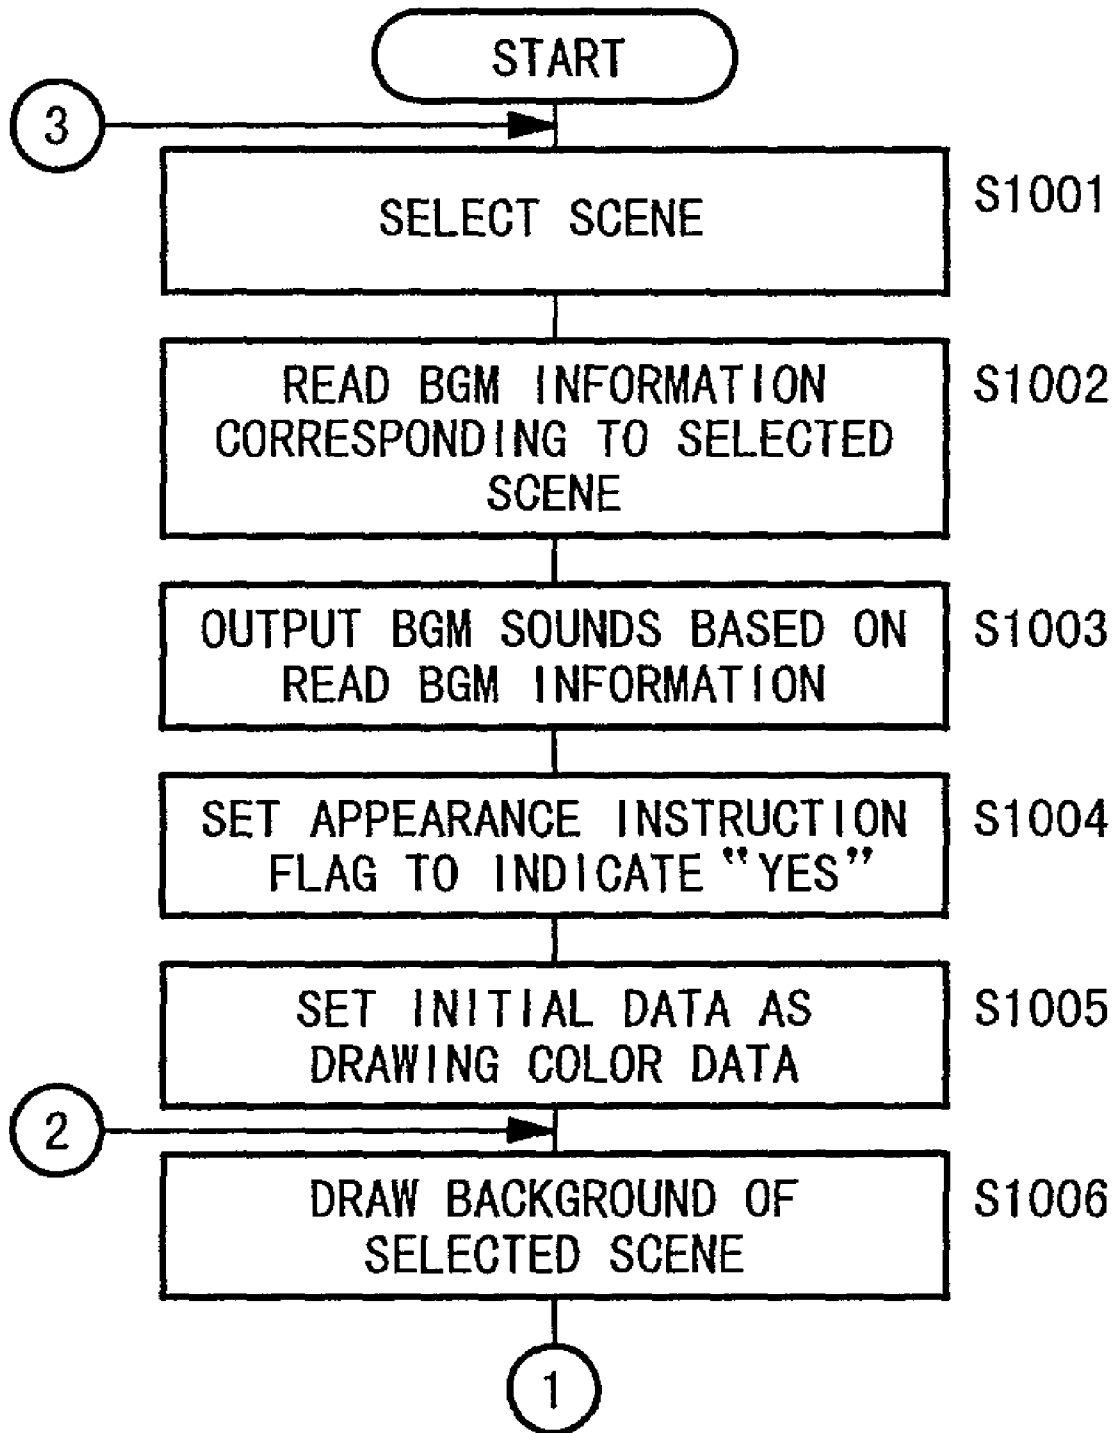 START
3
SELECT SCENE
S1001
READ BGM INFORMATION
CORRESPONDING TO SELECTED
SCENE
S1002
OUTPUT BGM SOUNDS BASED ON
READ BGM INFORMATION
S1003
SET APPEARANCE INSTRUCTION
FLAG TO INDICATE "YES"
S1004
SET INITIAL DATA AS
DRAWING COLOR DATA
S1005
2
DRAW BACKGROUND OF
SELECTED SCENE
S1006
1